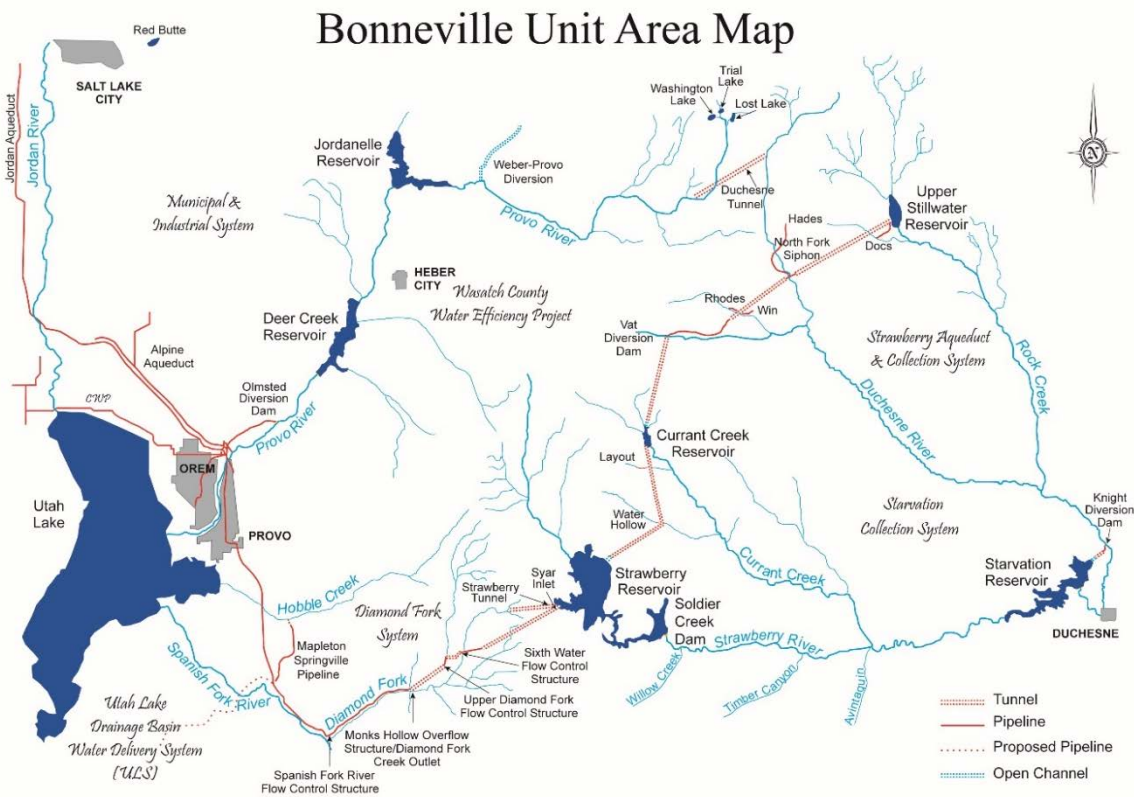 Bonneville Unit Area Map
Red Butte
SALT LAKE
CITY
Jordan Aqueduct
Jordan River
Municipal &
Industrial System
Jordanelle
Reservoir
Weber-Provo
Diversion
Provo River
Washington
Lake
Trial
Lake
Lost Lake
Duchesne
Tunnel
Upper
Stillwater
Reservoir
Hades
North Fork
Siphon
Docs
Rhodes
Win
Vat
Diversion
Dam
HEBER
CITY
Wasatch County
Water Efficiency Project
Deer Creek
Reservoir
Strawberry Aqueduct
& Collection System
Rock Creek
Duchesne River
Alpine
Aqueduct
Olmsted
Diversion
Dam
Provo River
CWP
OREM
PROVO
Utah
Lake
Currant Creek
Reservoir
Layout
Water
Hollow
Starvation
Collection System
Knight
Diversion
Dam
Currant Creek
Starvation
Reservoir
DUCHESNE
Hobble Creek
Diamond Fork
System
Strawberry
Tunnel
Syar
Inlet
Strawberry
Reservoir
Soldier
Creek
Dam
Strawberry River
Willow Creek
Timber Canyon
Avintaquin
Sixth Water
Flow Control
Structure
Upper Diamond Fork
Flow Control Structure
Mapleton
Springville
Pipeline
Spanish Fork
River
Diamond Fork
Monks Hollow Overflow
Structure/Diamond Fork
Creek Outlet
Spanish Fork River
Flow Control Structure
Utah Lake
Drainage Basin
Water Delivery System
(ULS)
N
Tunnel
Pipeline
Proposed Pipeline
Open Channel